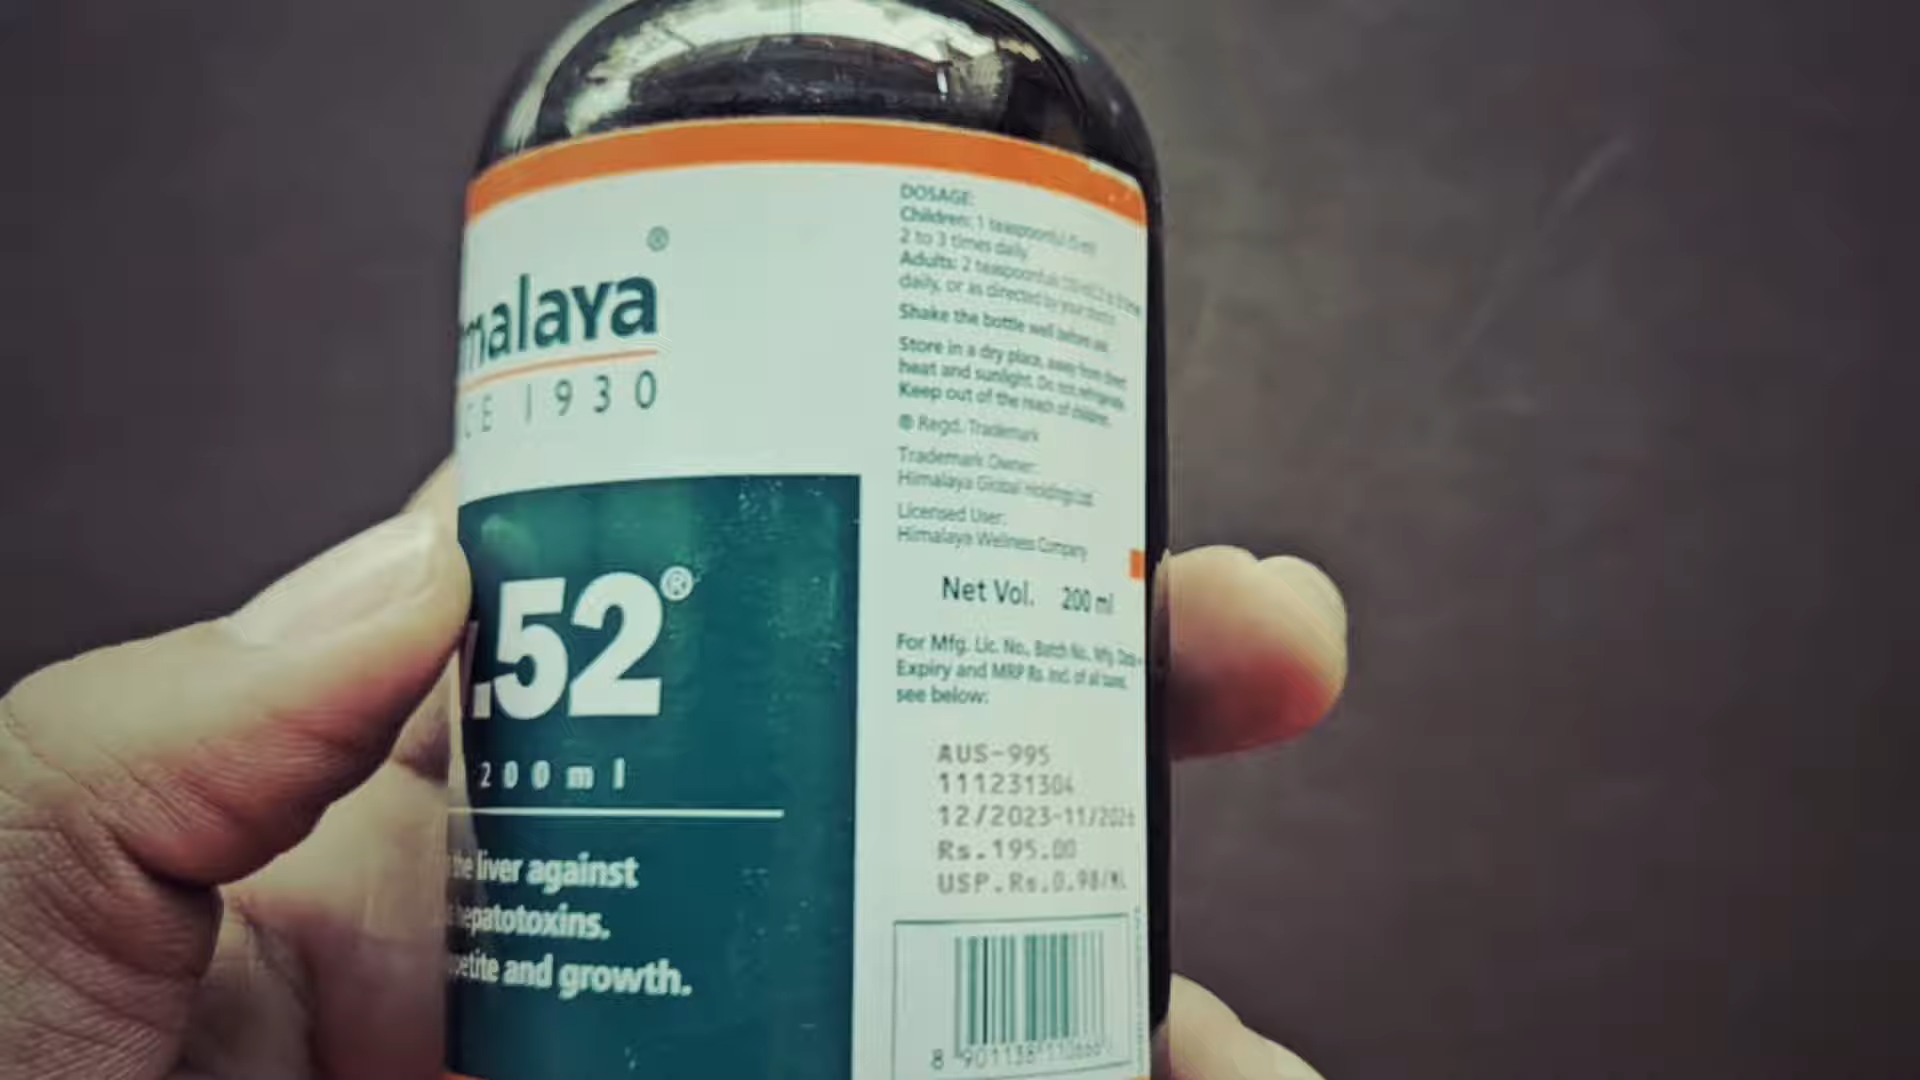 malaya®
CE 1930
.52®
200ml
the liver against
hepatotoxins.
petite and growth.
DOSAGE:
Children: 1 teaspoonful (5 ml)
2 to 3 times daily
Adults: 2 teaspoonfuls
daily, or as directed by your
Shake the bottle well before use
Store in a dry place, away from direct
heat and sunlight. Do not refrigerate
Keep out of the reach of children.
® Regd. Trademark
Trademark Owner:
Himalaya Global Holdings Ltd.
Licensed User:
Himalaya Wellness Company
Net Vol. 200 ml
For Mfg. Lic. No., Batch No., Mfg. Date
Expiry and MRP Rs. incl. of all taxes,
see below:
AUS-995
111231304
12/2023-11/2026
Rs.195.00
USP.Rs.0.98/ML
8 901138